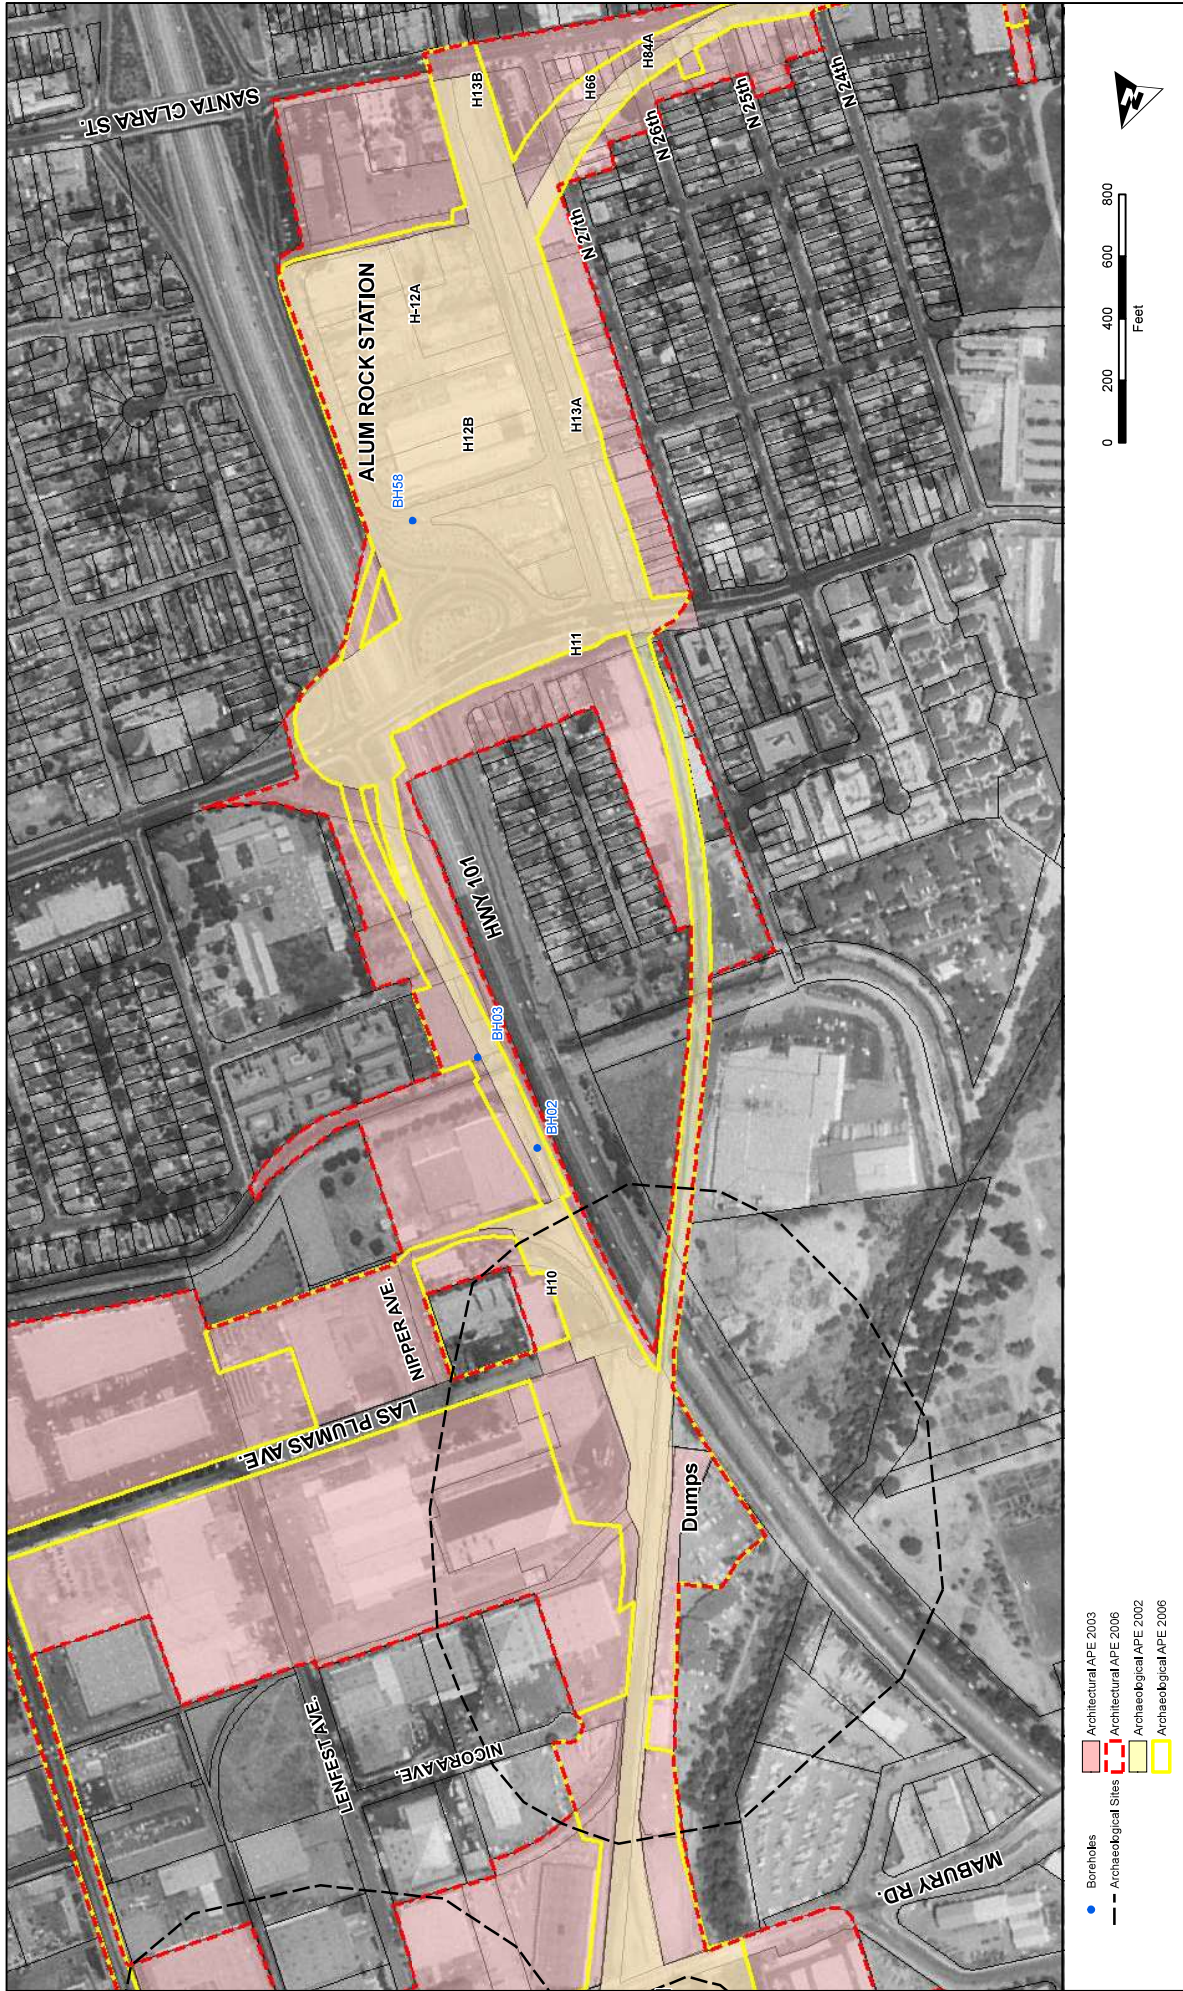 SANTA CLARA ST.
H13B
H66
H84A
N 24th
N 25th
N 26th
N 27th
ALUM ROCK STATION
H-12A
H12B
H13A
BH58
H11
HWY 101
BH03
BH02
H10
NIPPER AVE.
LAS PLUMAS AVE.
Dumps
LENFEST AVE.
NICORA AVE.
MABURY RD.
N
0 200 400 600 800
Feet
Boreholes
Archaeological Sites
Architectural APE 2003
Architectural APE 2006
Archaeological APE 2002
Archaeological APE 2006